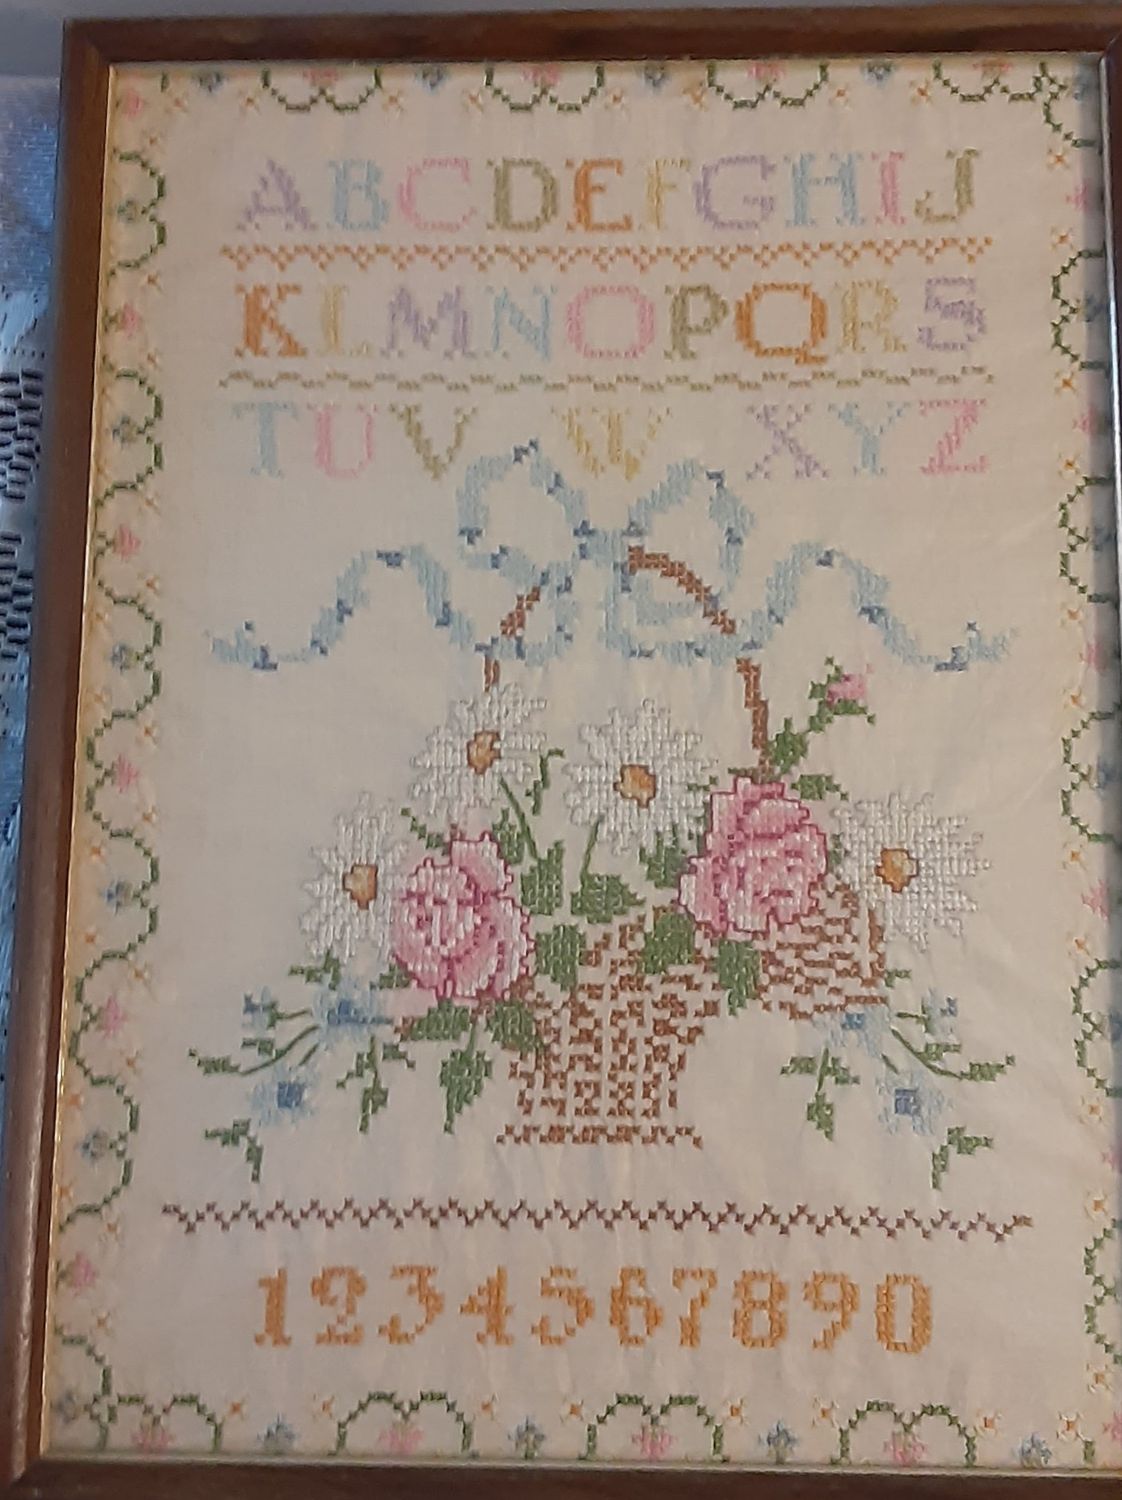 ABCDEFGHIJ
KLMNOPQRS
TUVWXYZ
1234567890